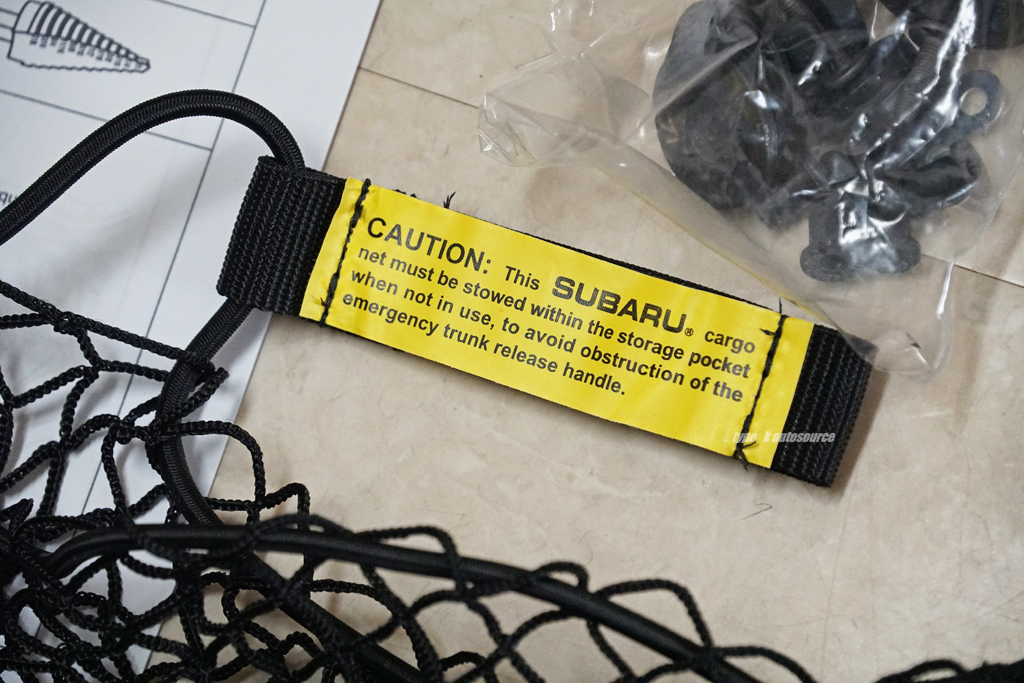 CAUTION: This SUBARU® cargo
net must be stowed within the storage pocket
when not in use, to avoid obstruction of the
emergency trunk release handle.
autosource